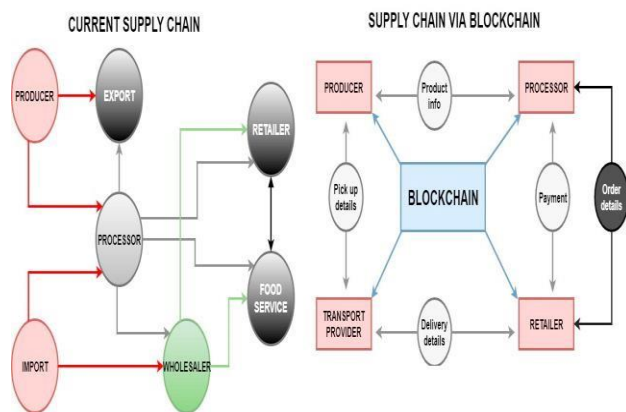 CURRENT SUPPLY CHAIN
PRODUCER
EXPORT
RETAILER
PROCESSOR
FOOD
SERVICE
IMPORT
WHOLESALER
SUPPLY CHAIN VIA BLOCKCHAIN
PRODUCER
Product
info
PROCESSOR
Pick up
details
BLOCKCHAIN
Payment
Order
details
TRANSPORT
PROVIDER
Delivery
details
RETAILER